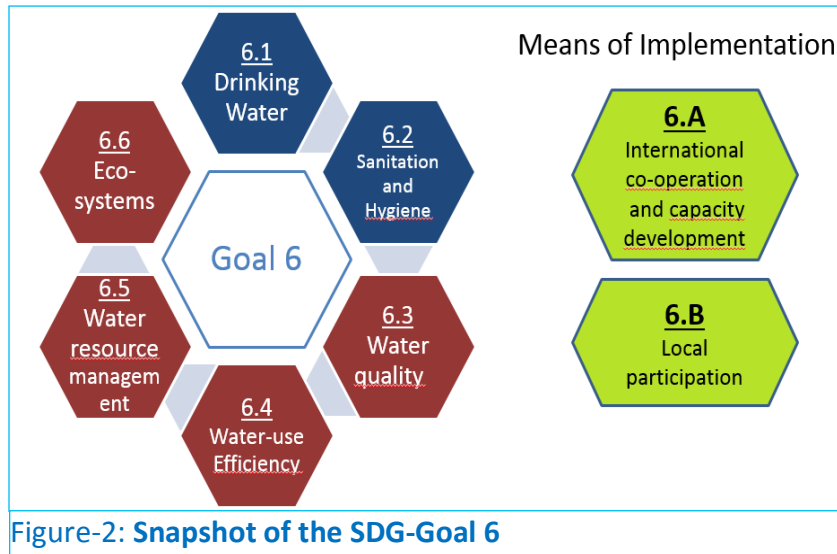 6.1
Drinking
Water
6.2
Sanitation
and
Hygiene
6.3
Water
quality
6.4
Water-use
Efficiency
6.5
Water
resource
managem
ent
6.6
Eco-
systems
Goal 6
Means of Implementation
6.A
International
co-operation
and capacity
development
6.B
Local
participation
Figure-2: Snapshot of the SDG-Goal 6